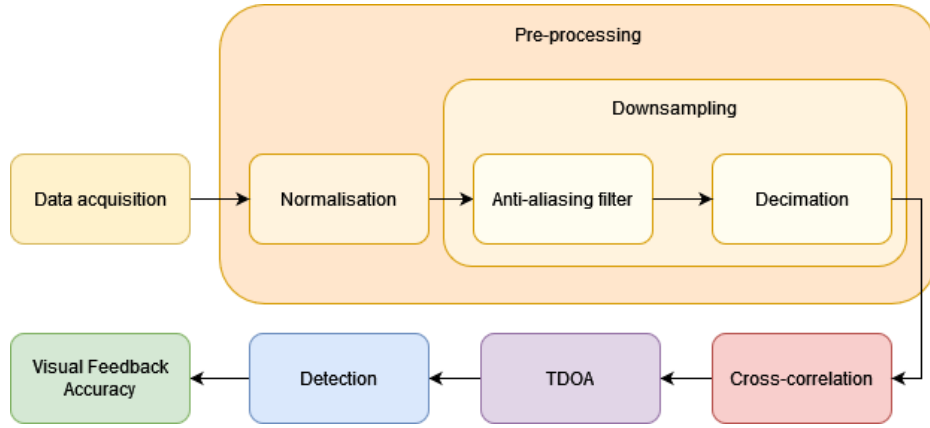 Pre-processing
Downsampling
Data acquisition
Normalisation
Anti-aliasing filter
Decimation
Visual Feedback
Accuracy
Detection
TDOA
Cross-correlation